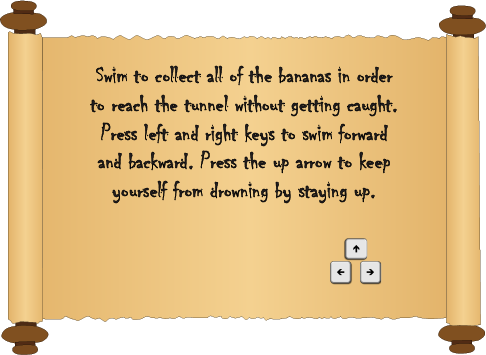 Swim to collect all of the bananas in order
to reach the tunnel without getting caught.
Press left and right keys to swim forward
and backward. Press the up arrow to keep
yourself from drowning by staying up.
↑
← →